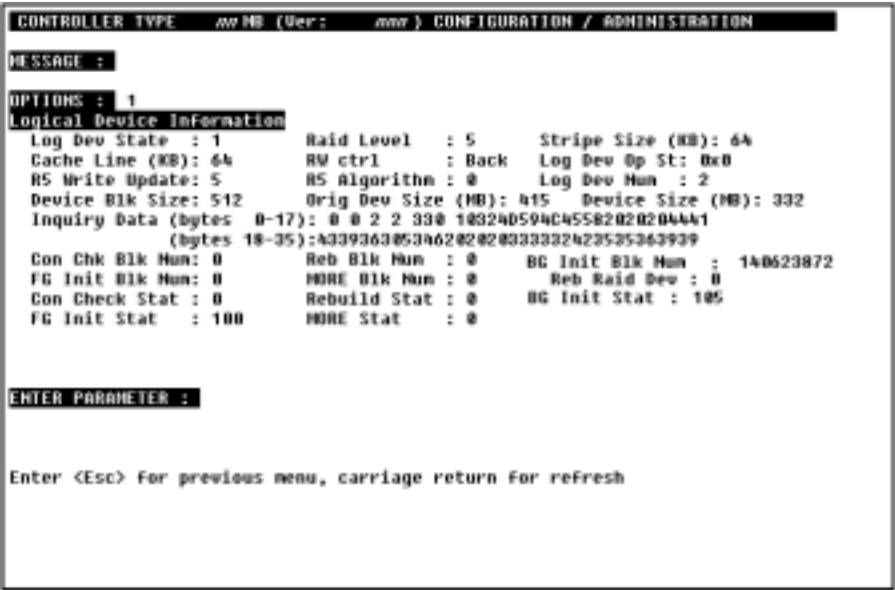 CONTROLLER TYPE nn MB (Ver: nnn ) CONFIGURATION / ADMINISTRATION
MESSAGE :
OPTIONS : 1
Logical Device Information
Log Dev State : 1 Raid Level : 5 Stripe Size (KB): 64
Cache Line (KB): 64 RW ctrl : Back Log Dev Op St: 0x0
R5 Write Update: 5 R5 Algorithm : 0 Log Dev Num : 2
Device Blk Size: 512 Orig Dev Size (MB): 415 Device Size (MB): 332
Inquiry Data (bytes 0-17): 0 0 2 2 330 10324D594C45582020204441
(bytes 18-35):433936305346202020333332423535363939
Con Chk Blk Num: 0 Reb Blk Num : 0 BG Init Blk Num : 140623872
FG Init Blk Num: 0 MORE Blk Num : 0 Reb Raid Dev : 0
Con Check Stat : 0 Rebuild Stat : 0 BG Init Stat : 105
FG Init Stat : 100 MORE Stat : 0
ENTER PARAMETER :
Enter <Esc> for previous menu, carriage return for refresh